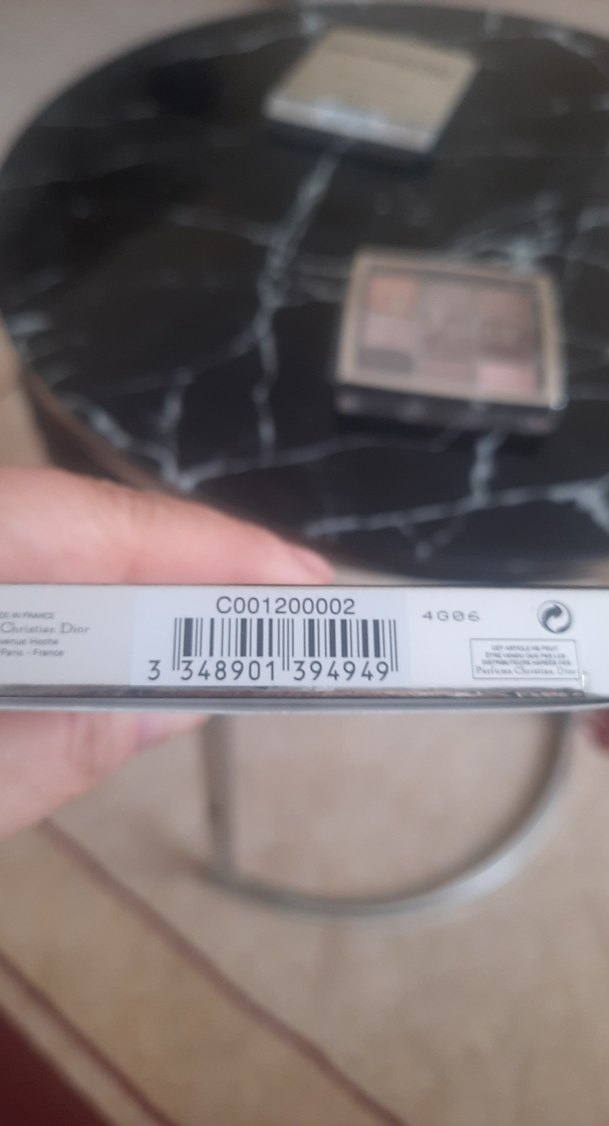 DE IN FRANCE
Christian Dior
venue Hoche
Paris - France
C001200002
3 348901 394949
4G06
CET ARTICLE NE PEUT
ÊTRE VENDU QUE PAR LES
DISTRIBUTEURS AGRÉÉS DES
Parfums Christian Dior